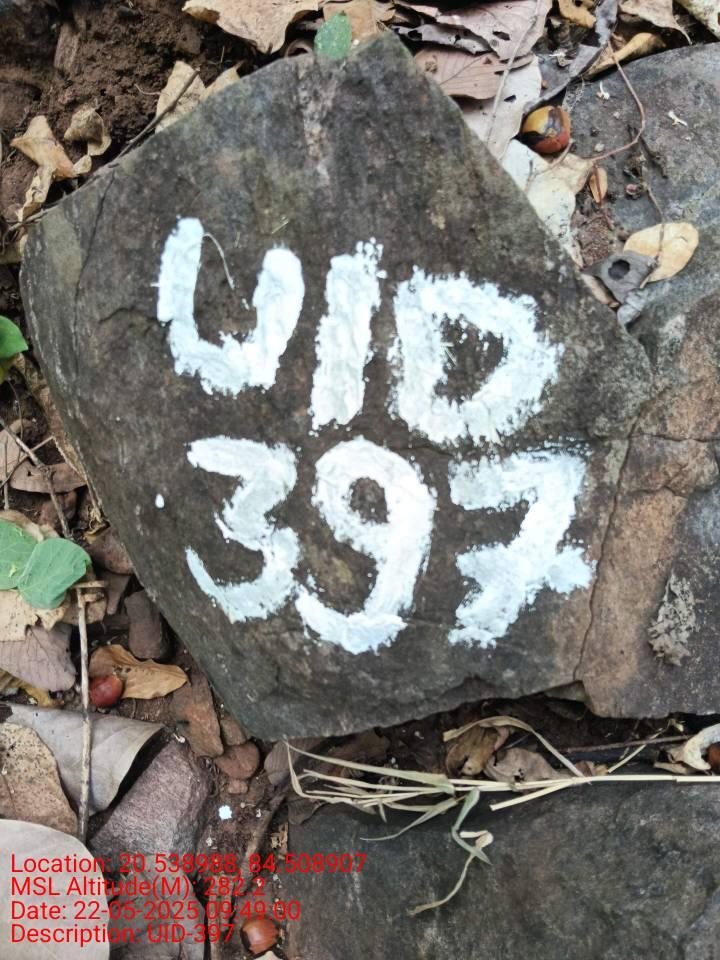 UID
397
Location: 20.538988, 84.508907
MSL Altitude(M): 282.2
Date: 22-05-2025 09:49:00
Description: UID-397